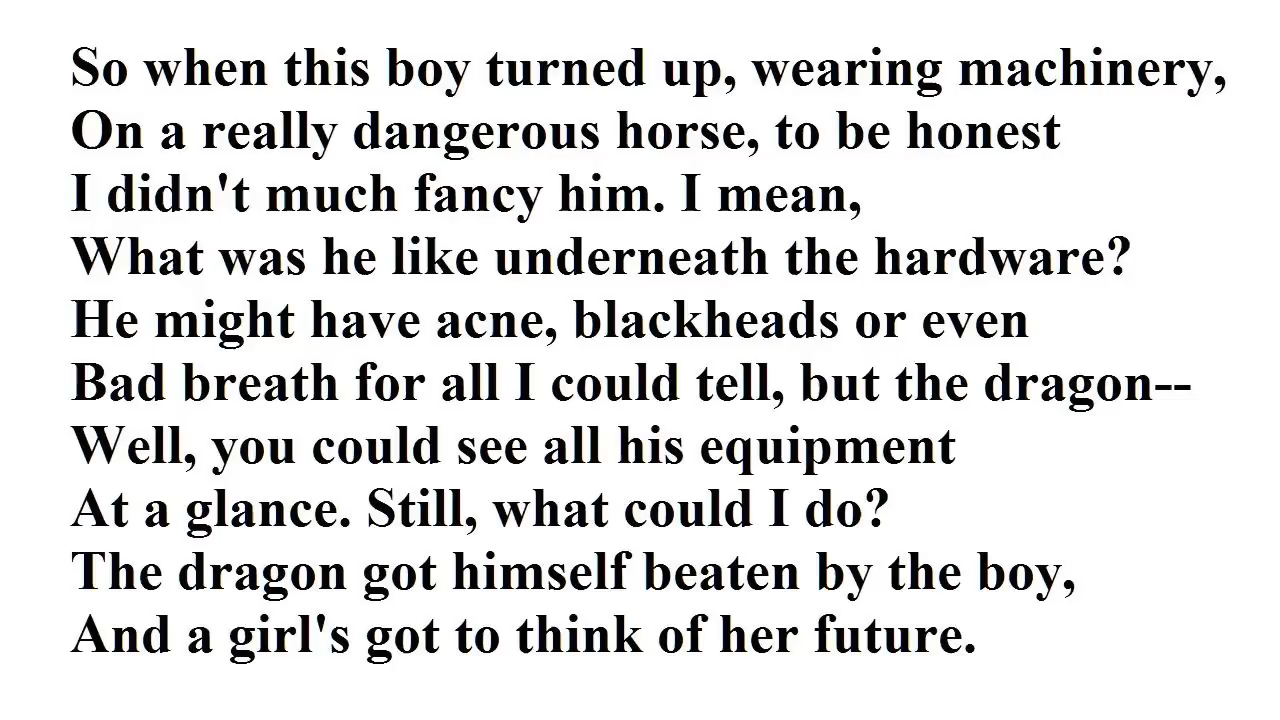 So when this boy turned up, wearing machinery,
On a really dangerous horse, to be honest
I didn't much fancy him. I mean,
What was he like underneath the hardware?
He might have acne, blackheads or even
Bad breath for all I could tell, but the dragon--
Well, you could see all his equipment
At a glance. Still, what could I do?
The dragon got himself beaten by the boy,
And a girl's got to think of her future.